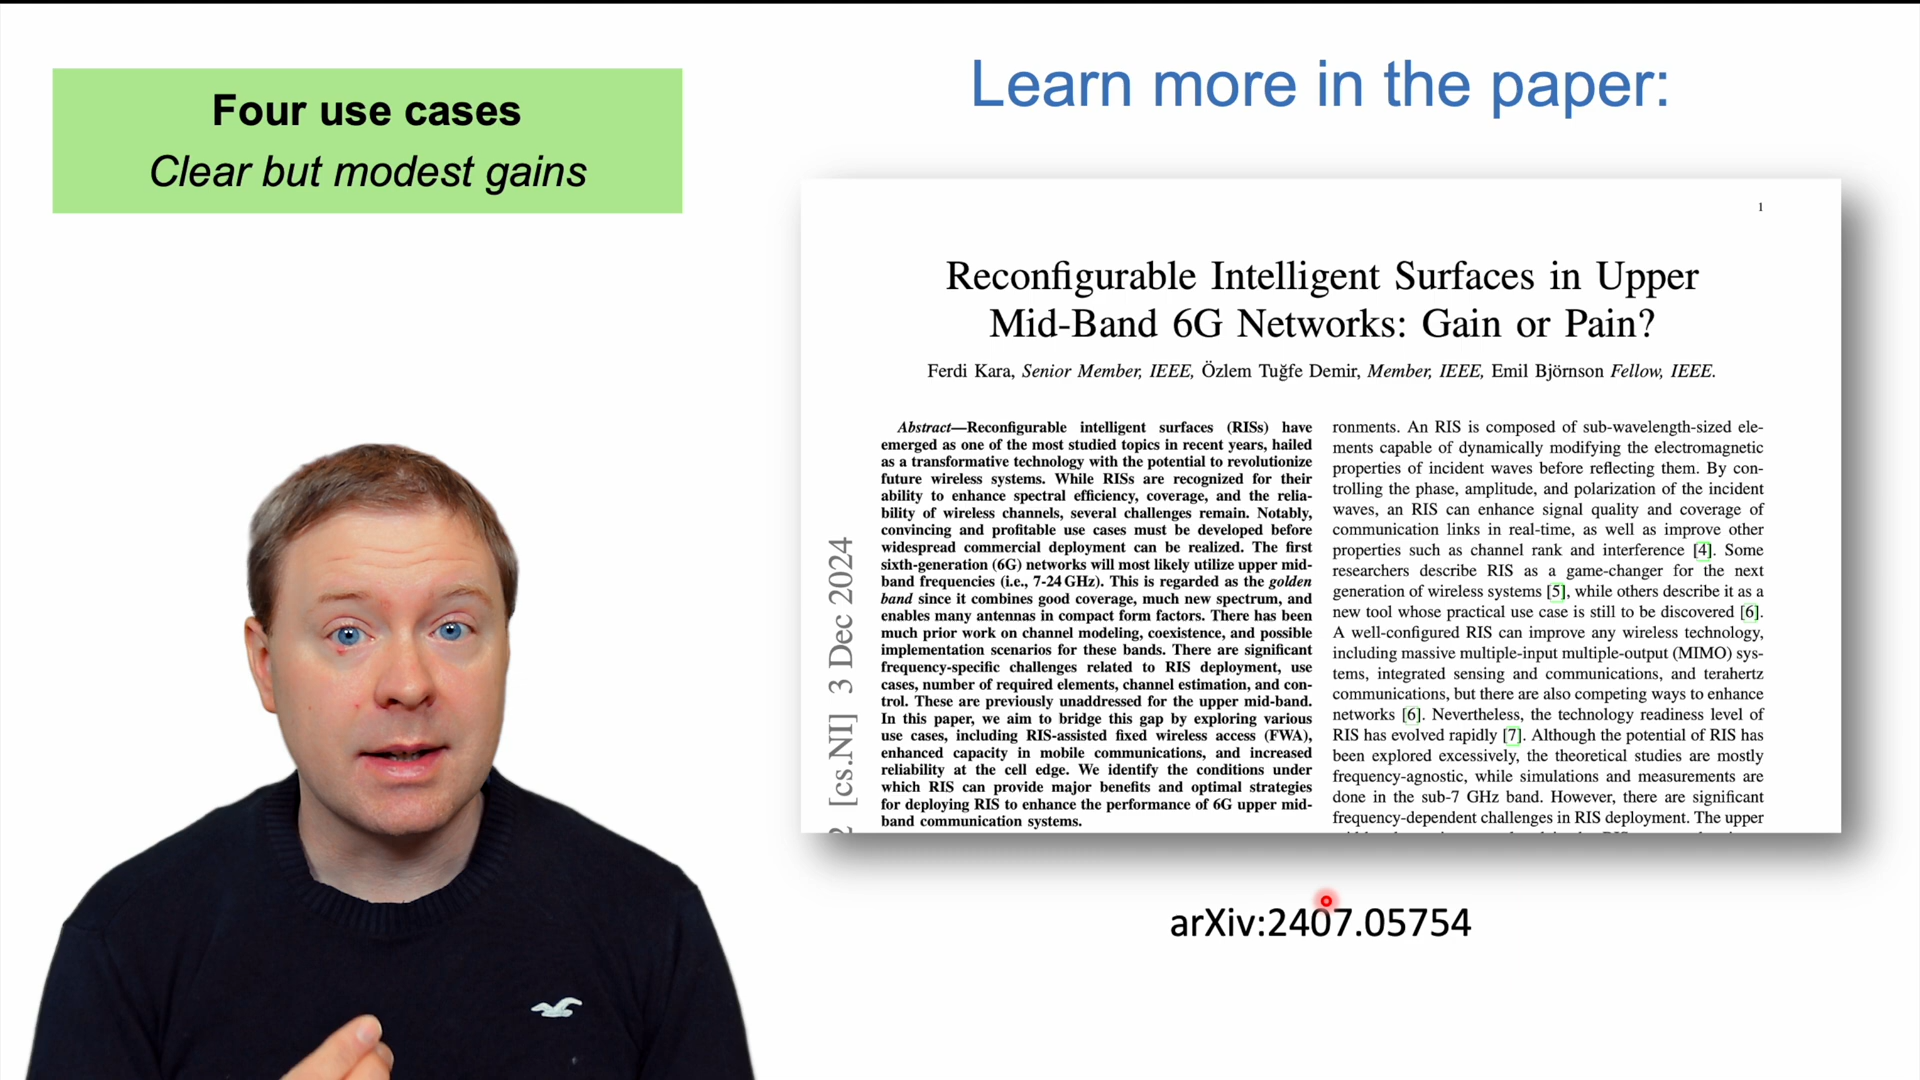 Four use cases
Clear but modest gains
Learn more in the paper:
1
Reconfigurable Intelligent Surfaces in Upper
Mid-Band 6G Networks: Gain or Pain?
Ferdi Kara, Senior Member, IEEE, Özlem Tuğfe Demir, Member, IEEE, Emil Björnson Fellow, IEEE.
Abstract—Reconfigurable intelligent surfaces (RISs) have
emerged as one of the most studied topics in recent years, hailed
as a transformative technology with the potential to revolutionize
future wireless systems. While RISs are recognized for their
ability to enhance spectral efficiency, coverage, and the relia-
bility of wireless channels, several challenges remain. Notably,
convincing and profitable use cases must be developed before
widespread commercial deployment can be realized. The first
sixth-generation (6G) networks will most likely utilize upper mid-
band frequencies (i.e., 7-24 GHz). This is regarded as the golden
band since it combines good coverage, much new spectrum, and
enables many antennas in compact form factors. There has been
much prior work on channel modeling, coexistence, and possible
implementation scenarios for these bands. There are significant
frequency-specific challenges related to RIS deployment, use
cases, number of required elements, channel estimation, and con-
trol. These are previously unaddressed for the upper mid-band.
In this paper, we aim to bridge this gap by exploring various
use cases, including RIS-assisted fixed wireless access (FWA),
enhanced capacity in mobile communications, and increased
reliability at the cell edge. We identify the conditions under
which RIS can provide major benefits and optimal strategies
for deploying RIS to enhance the performance of 6G upper mid-
band communication systems.
ronments. An RIS is composed of sub-wavelength-sized ele-
ments capable of dynamically modifying the electromagnetic
properties of incident waves before reflecting them. By con-
trolling the phase, amplitude, and polarization of the incident
waves, an RIS can enhance signal quality and coverage of
communication links in real-time, as well as improve other
properties such as channel rank and interference [4]. Some
researchers describe RIS as a game-changer for the next
generation of wireless systems [5], while others describe it as a
new tool whose practical use case is still to be discovered [6].
A well-configured RIS can improve any wireless technology,
including massive multiple-input multiple-output (MIMO) sys-
tems, integrated sensing and communications, and terahertz
communications, but there are also competing ways to enhance
networks [6]. Nevertheless, the technology readiness level of
RIS has evolved rapidly [7]. Although the potential of RIS has
been explored excessively, the theoretical studies are mostly
frequency-agnostic, while simulations and measurements are
done in the sub-7 GHz band. However, there are significant
frequency-dependent challenges in RIS deployment. The upper
[cs.NI] 3 Dec 2024
arXiv:2407.05754